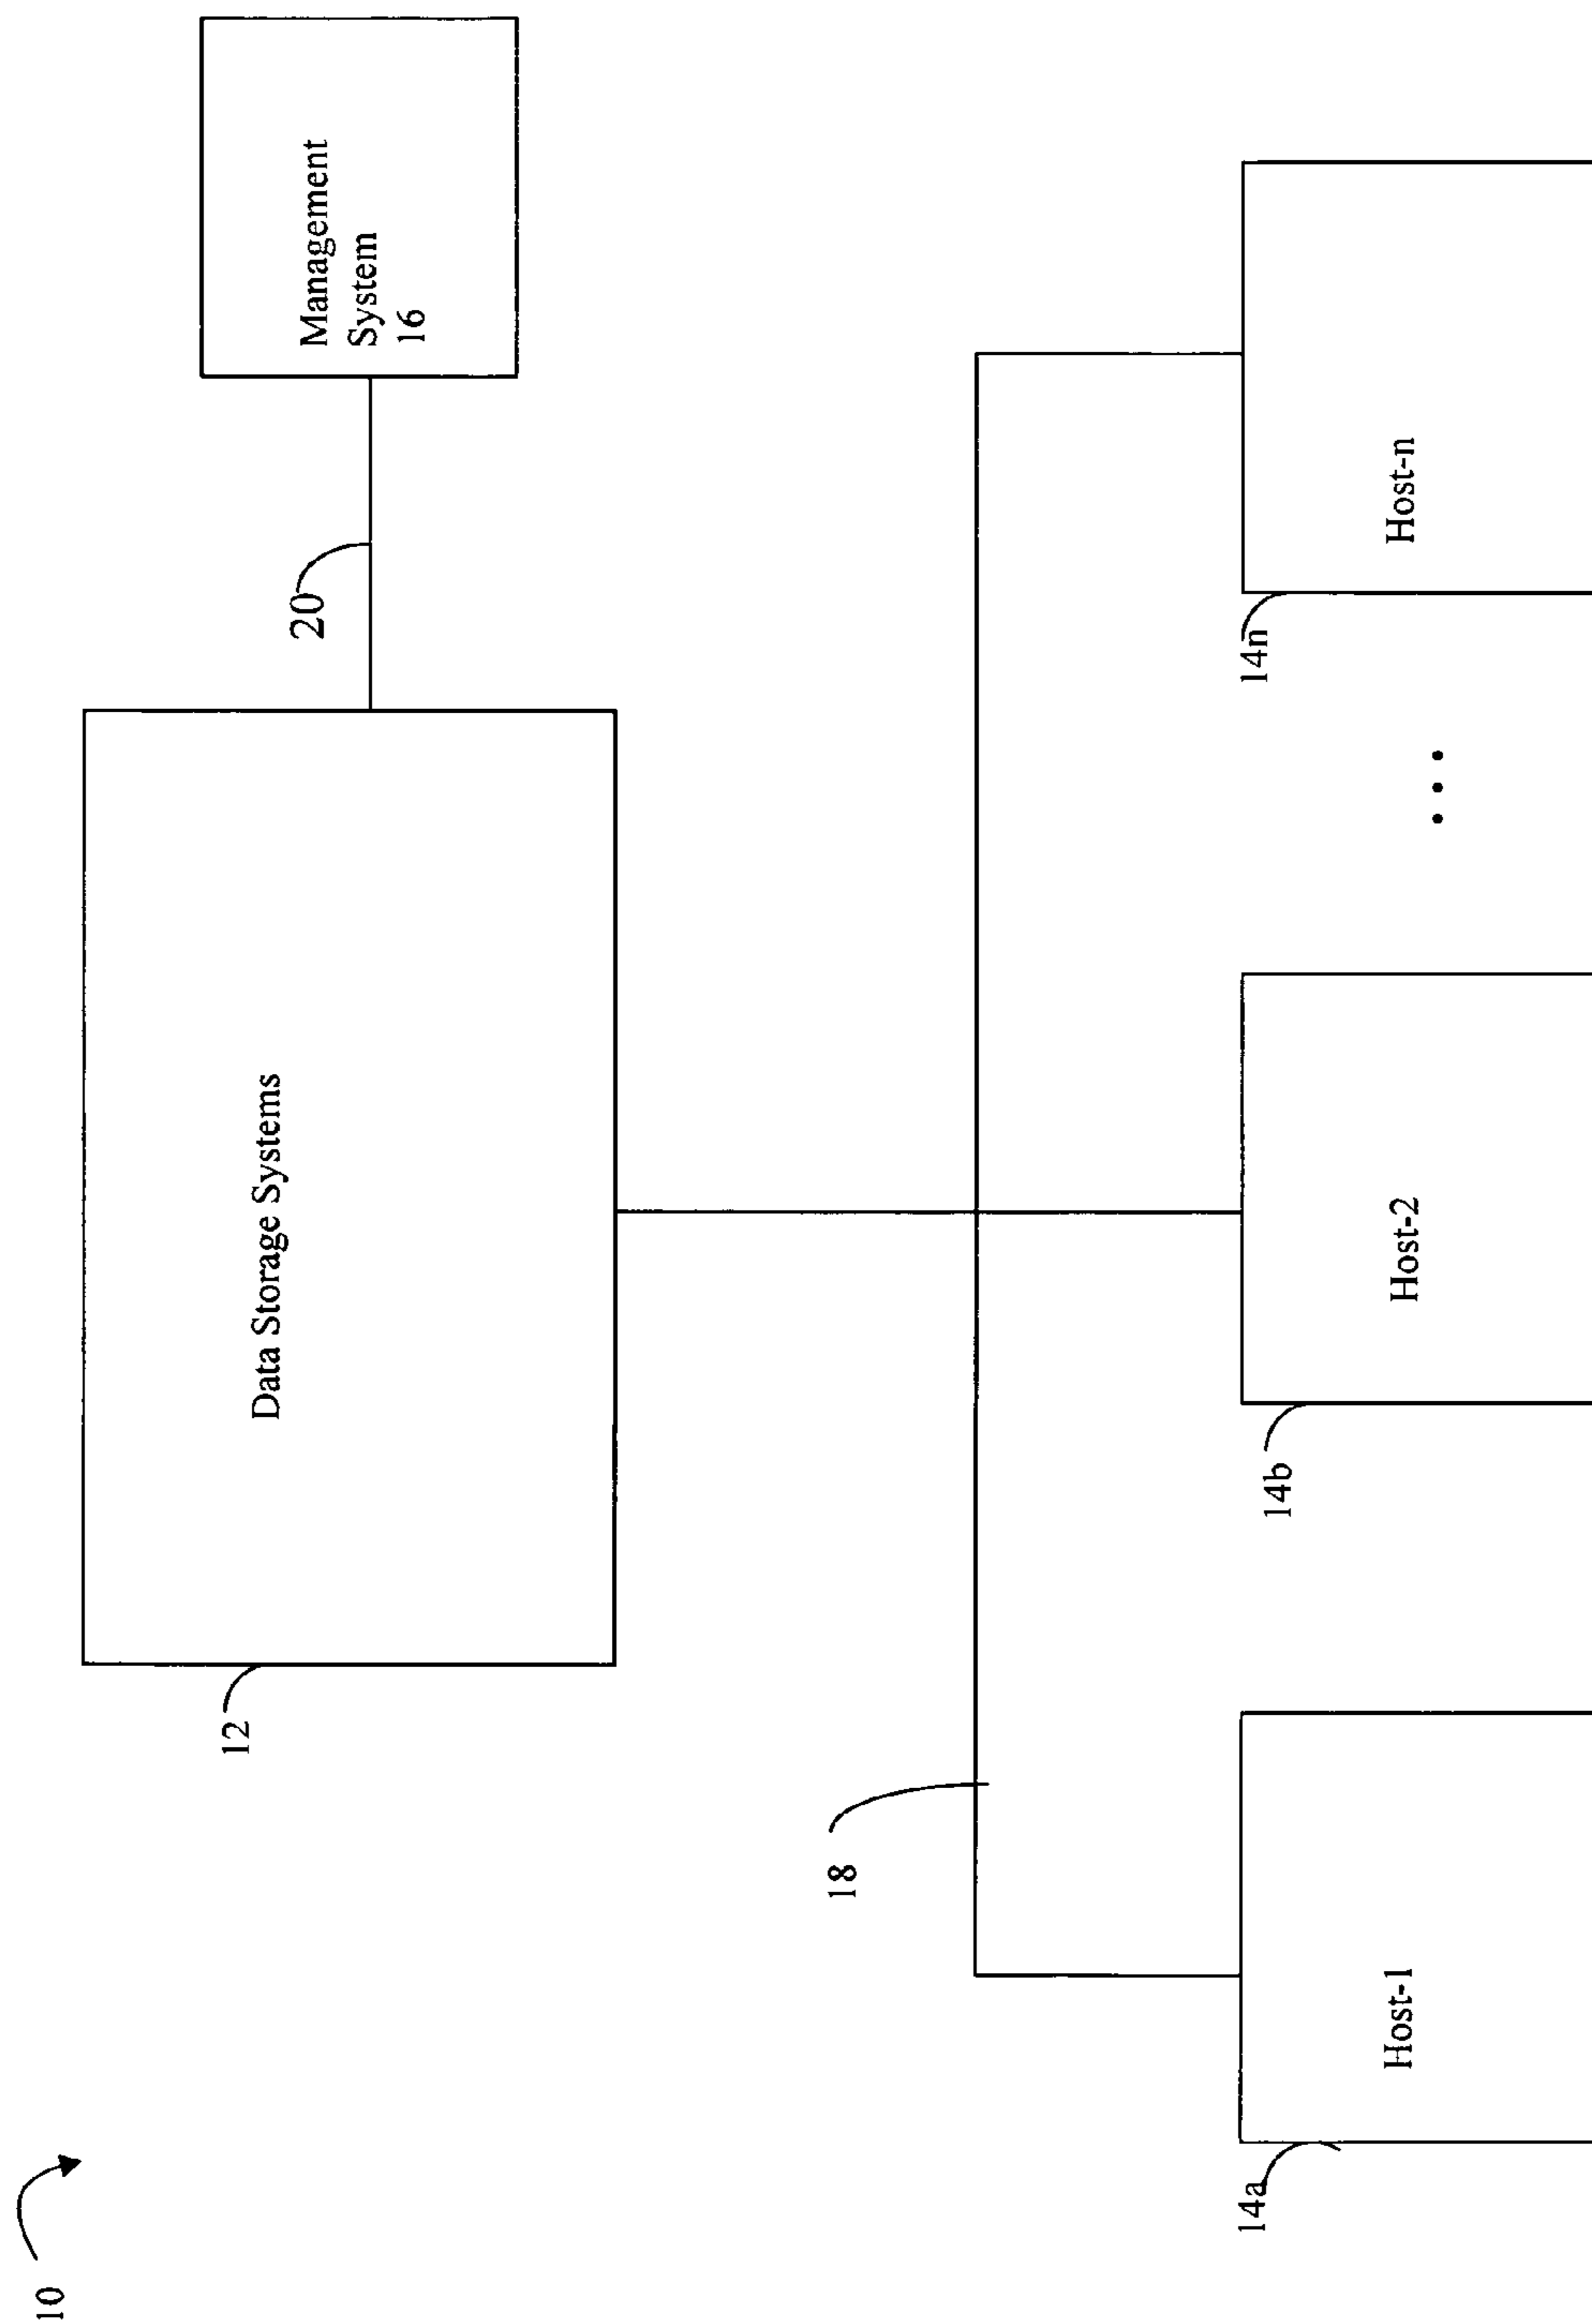 10
12
Data Storage Systems
20
Management
System
16
18
14a
Host-1
14b
Host-2
...
14n
Host-n